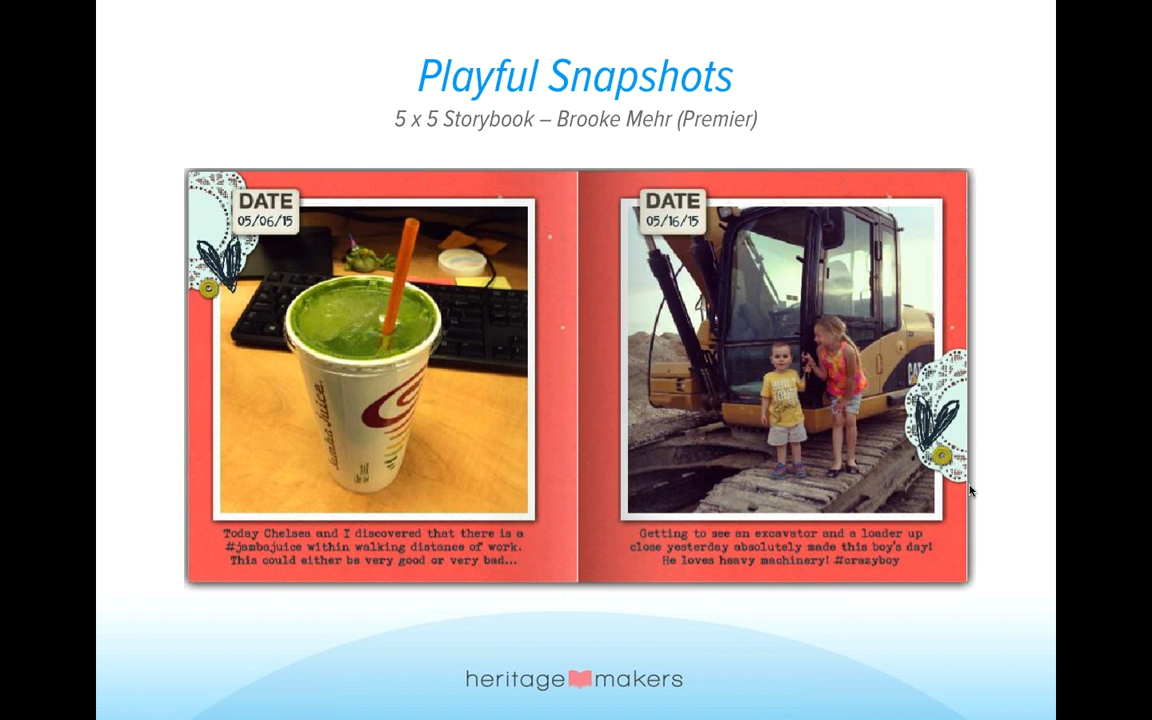 Playful Snapshots
5 x 5 Storybook – Brooke Mehr (Premier)
DATE
05/06/15
Jamba Juice.
Today Chelsea and I discovered that there is a
#jambajuice within walking distance of work.
This could either be very good or very bad...
DATE
05/16/15
CAT
Getting to see an excavator and a loader up
close yesterday absolutely made this boy's day!
He loves heavy machinery! #crazyboy
heritage makers